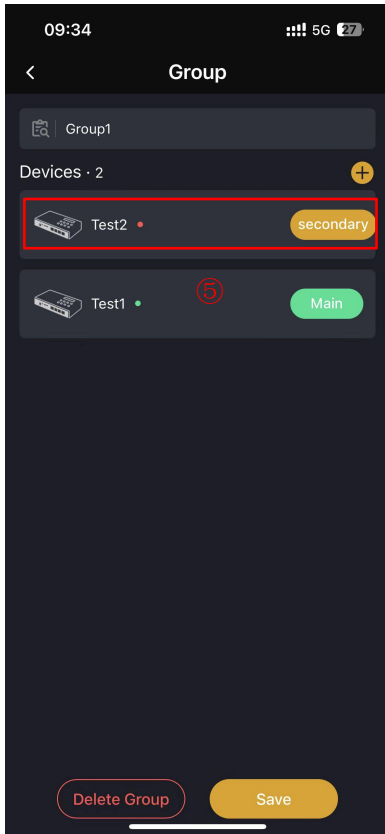 09:34 5G 27
Group
Group1
Devices · 2
Test2 secondary
⑤
Test1 Main
Delete Group Save